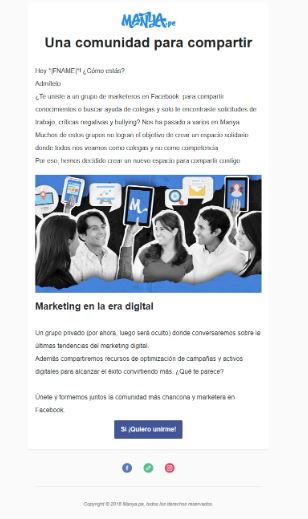 MANYA.pe
Una comunidad para compartir
Hey *|FNAME|*! ¿Cómo están?
Admítelo
¿Te uniste a un grupo de marketeros en Facebook para compartir
conocimientos o buscar ayuda de colegas y solo te encontraste solicitudes de
trabajo, críticas negativas y bullying? Nos ha pasado a varios en Manya
Muchos de estos grupos no logran el objetivo de crear un espacio solidario
donde todos nos veamos como colegas y no como competencia
Por eso, hemos decidido crear un nuevo espacio para compartir contigo
Marketing en la era digital
Un grupo privado (por ahora, luego será oculto) donde conversaremos sobre la
últimas tendencias del marketing digital.
Además compartiremos recursos de optimización de campañas y activos
digitales para alcanzar el éxito convirtiendo más. ¿Qué te parece?
Únete y formemos juntos la comunidad más chancona y marketera en
Facebook.
Sí ¡Quiero unirme!
Copyright © 2018 Manya.pe, todos los derechos reservados.